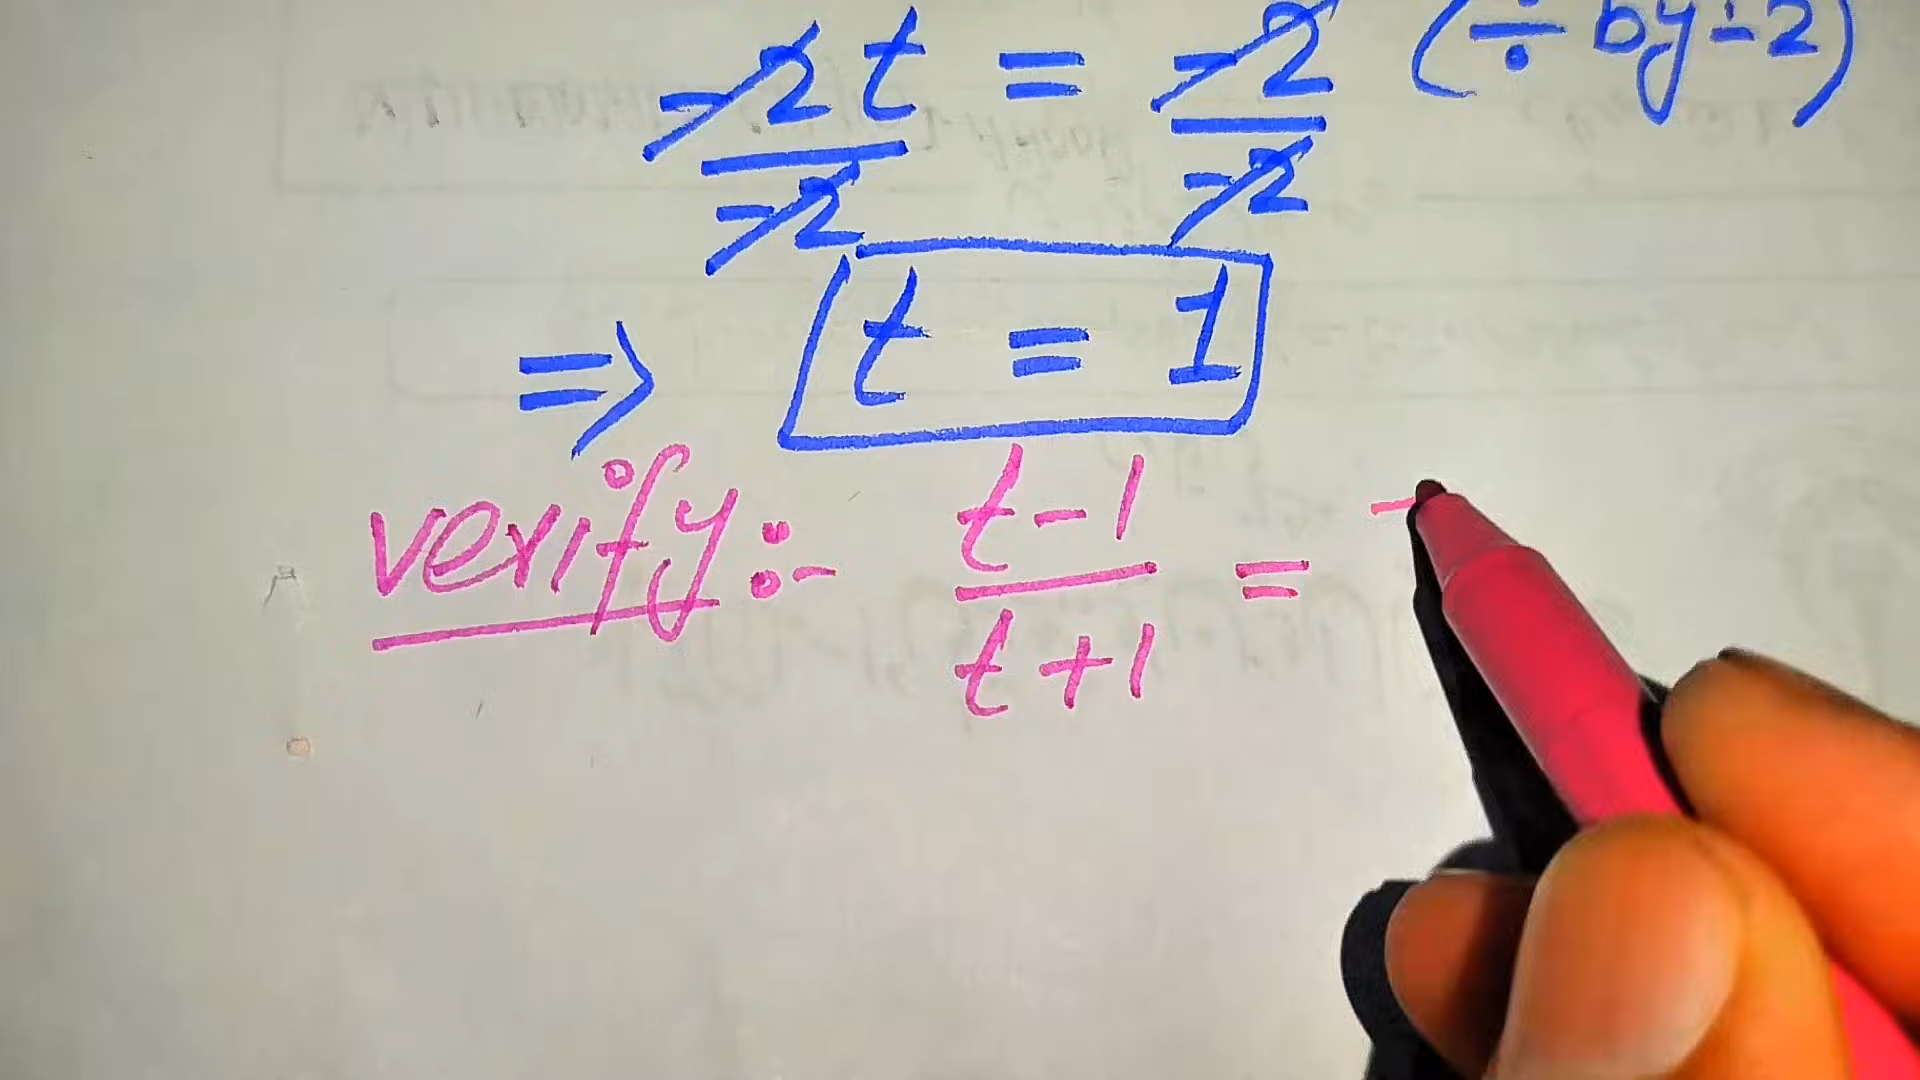 -2t = -2 (÷ by -2)
-2 -2
=> t = 1
verify :- t-1 =
t+1